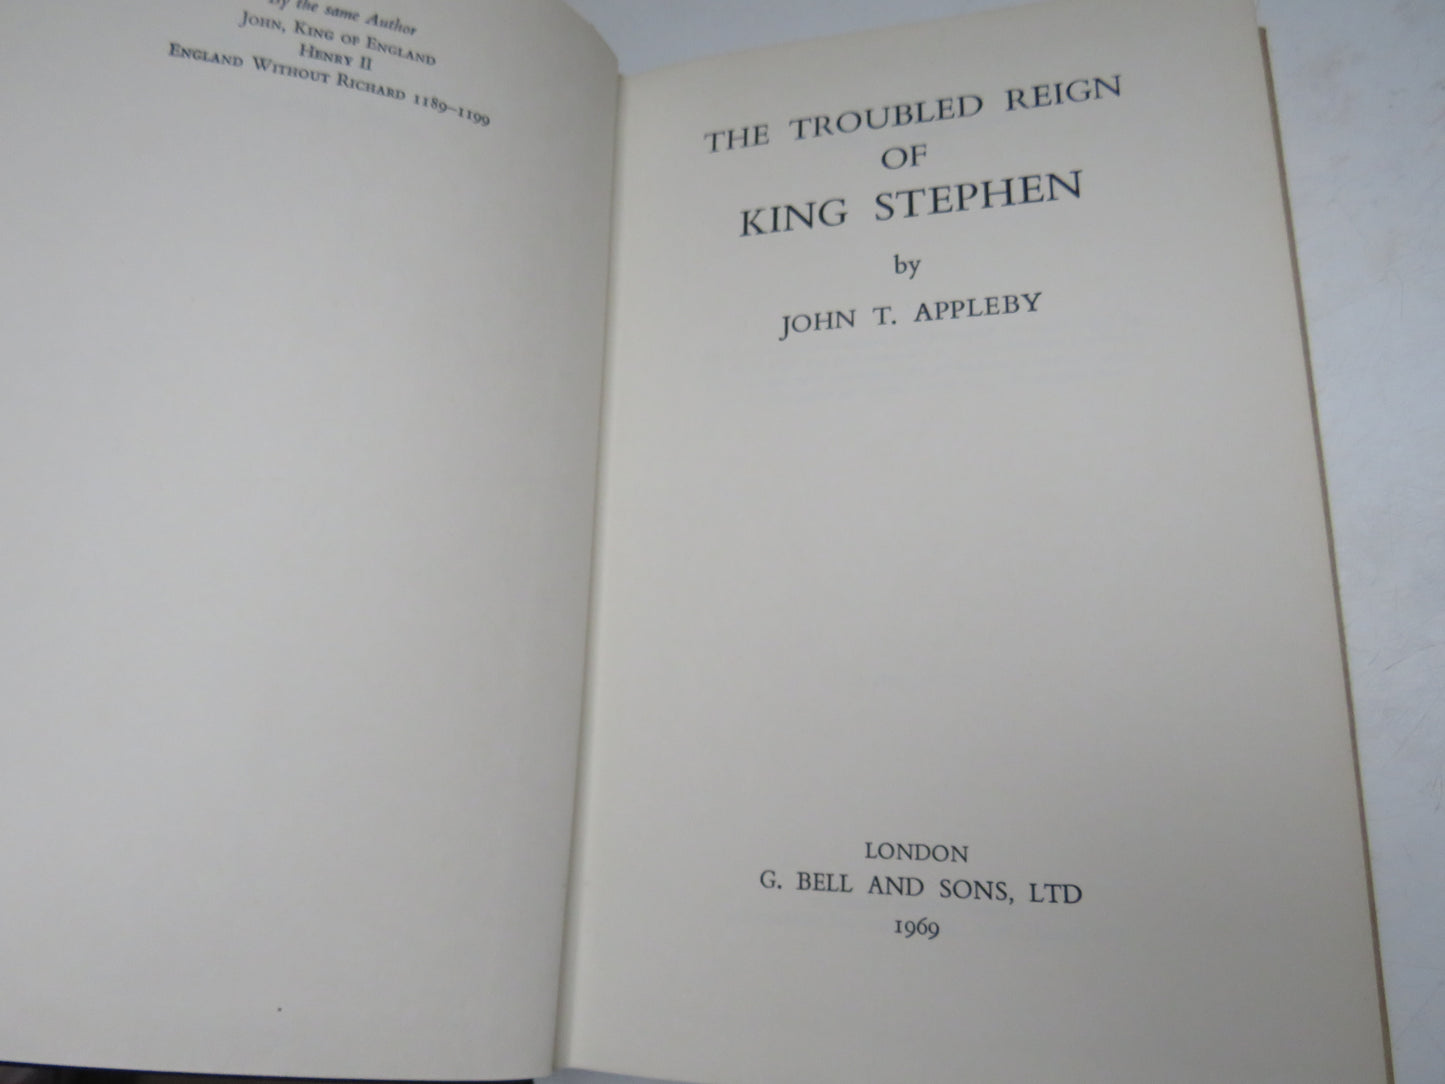 By the same Author
JOHN, KING OF ENGLAND
HENRY II
ENGLAND WITHOUT RICHARD 1189–1199
THE TROUBLED REIGN
OF
KING STEPHEN
by
JOHN T. APPLEBY
LONDON
G. BELL AND SONS, LTD
1969